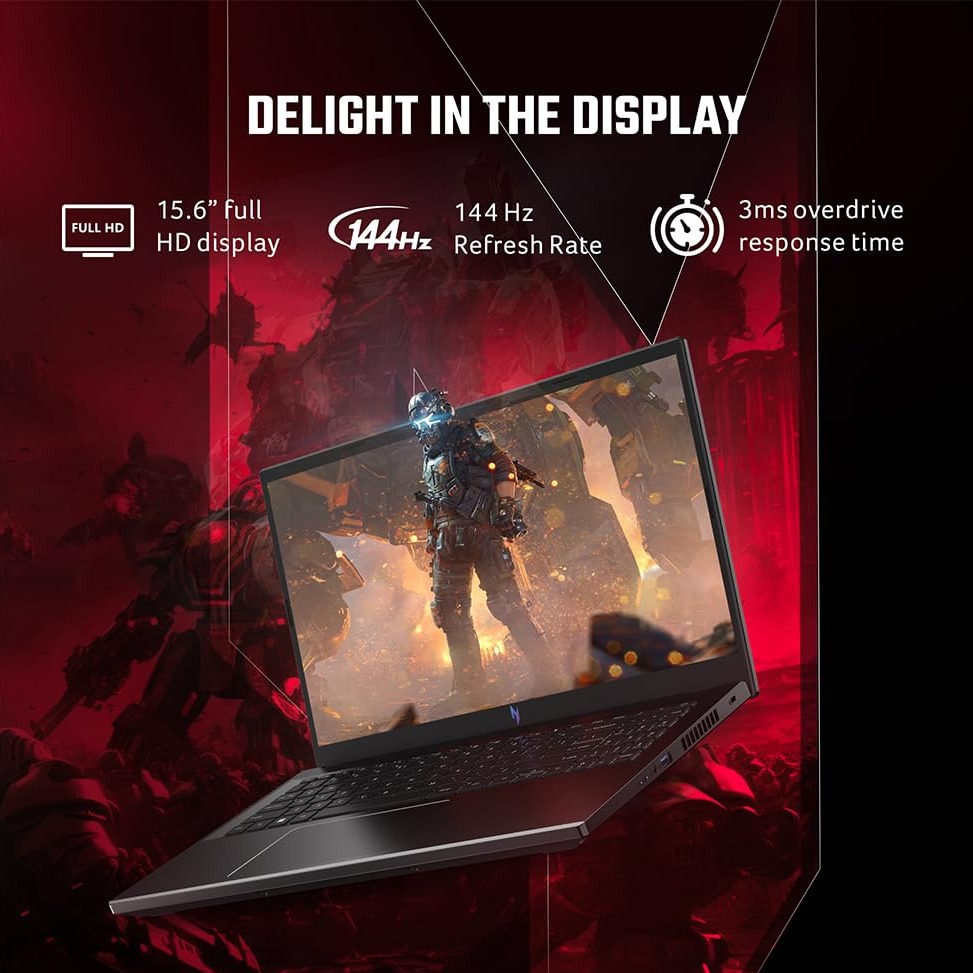 DELIGHT IN THE DISPLAY
FULL HD
15.6” full
HD display
144Hz
144 Hz
Refresh Rate
3ms overdrive
response time